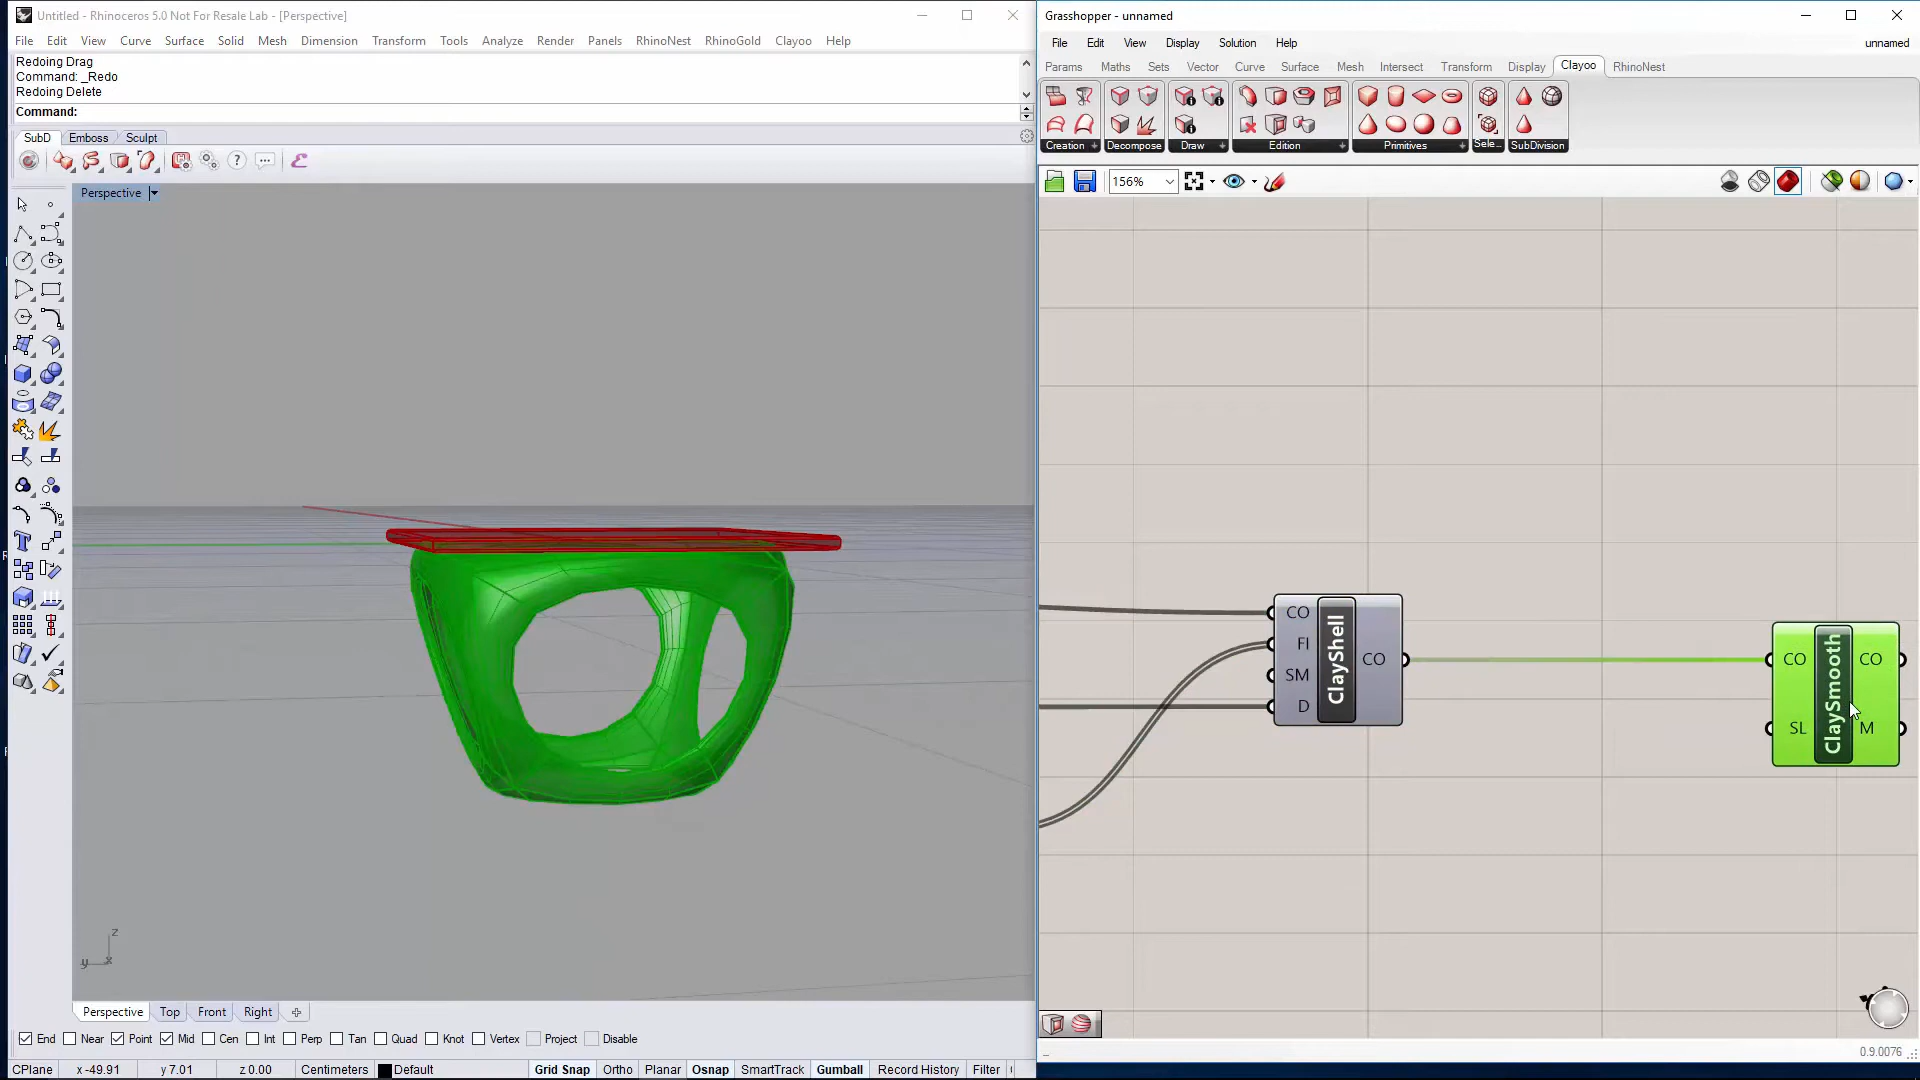 Untitled - Rhinoceros 5.0 Not For Resale Lab - [Perspective]
File Edit View Curve Surface Solid Mesh Dimension Transform Tools Analyze Render Panels RhinoNest RhinoGold Clayoo Help
Redoing Drag
Command: _Redo
Redoing Delete
Command:
SubD Emboss Sculpt
Perspective
z
y x
Perspective Top Front Right
End Near Point Mid Cen Int Perp Tan Quad Knot Vertex Project Disable
CPlane x -49.91 y 7.01 z 0.00 Centimeters Default Grid Snap Ortho Planar Osnap SmartTrack Gumball Record History Filter
Grasshopper - unnamed
File Edit View Display Solution Help unnamed
Params Maths Sets Vector Curve Surface Mesh Intersect Transform Display Clayoo RhinoNest
Creation Decompose Draw Edition Primitives Sele... SubDivision
156%
CO FI SM D ClayShell CO
CO SL ClaySmooth CO M
0.9.0076